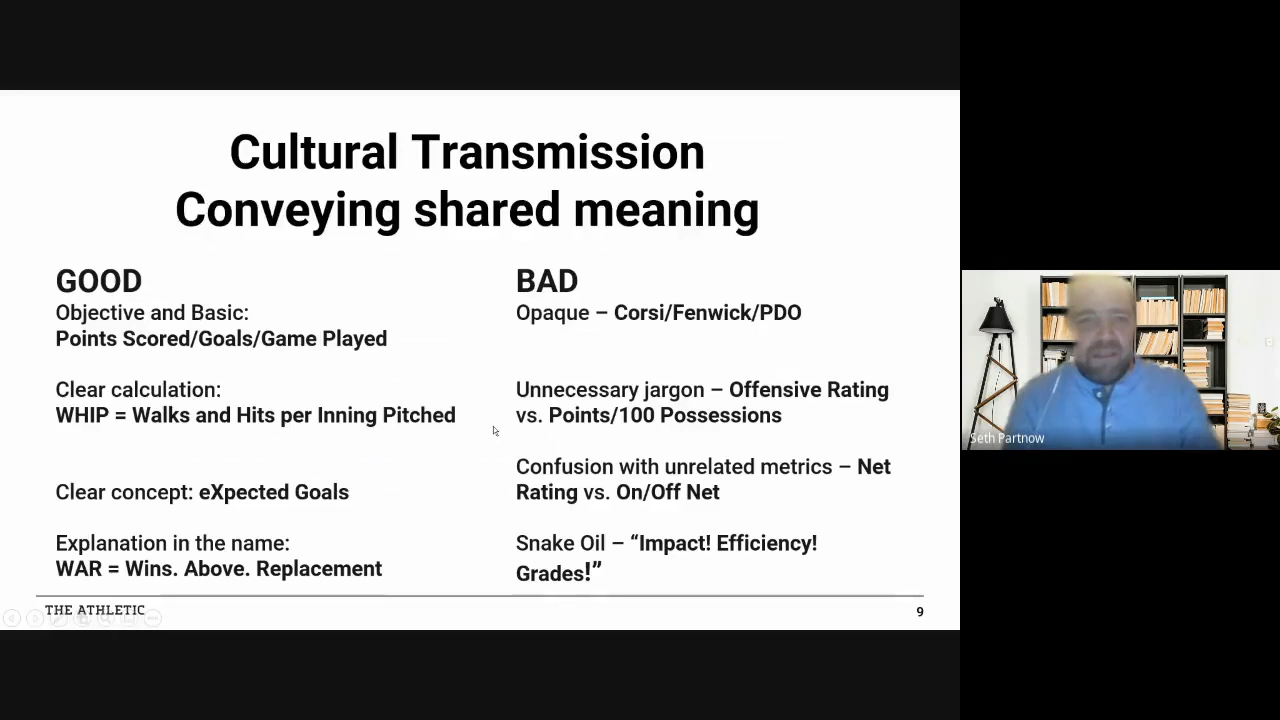 Cultural Transmission
Conveying shared meaning
GOOD
Objective and Basic:
Points Scored/Goals/Game Played
Clear calculation:
WHIP = Walks and Hits per Inning Pitched
Clear concept: eXpected Goals
Explanation in the name:
WAR = Wins. Above. Replacement
BAD
Opaque – Corsi/Fenwick/PDO
Unnecessary jargon – Offensive Rating
vs. Points/100 Possessions
Confusion with unrelated metrics – Net
Rating vs. On/Off Net
Snake Oil – “Impact! Efficiency!
Grades!”
THE ATHLETIC
9
Seth Partnow